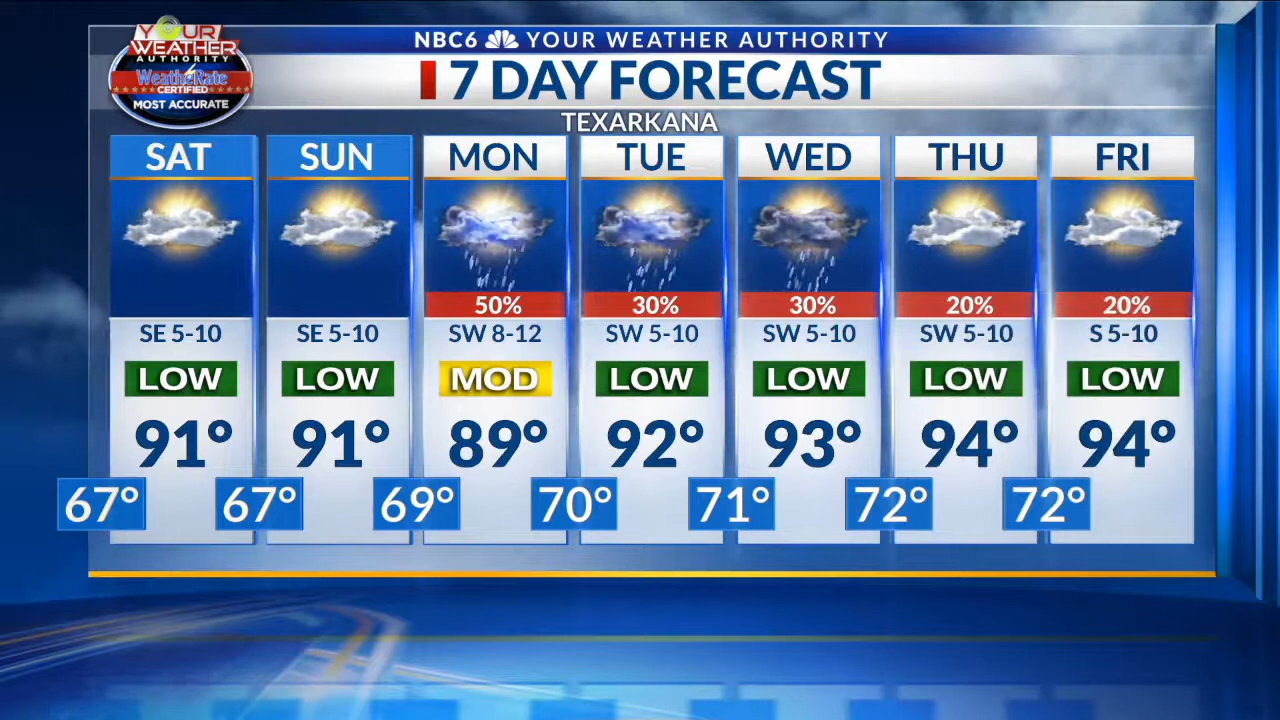 YOUR
WEATHER
AUTHORITY
WeatheRate
CERTIFIED
MOST ACCURATE
NBC6 YOUR WEATHER AUTHORITY
7 DAY FORECAST
TEXARKANA
SAT SUN MON TUE WED THU FRI
50% 30% 30% 20% 20%
SE 5-10 SE 5-10 SW 8-12 SW 5-10 SW 5-10 SW 5-10 S 5-10
LOW LOW MOD LOW LOW LOW LOW
91° 91° 89° 92° 93° 94° 94°
67° 67° 69° 70° 71° 72° 72°